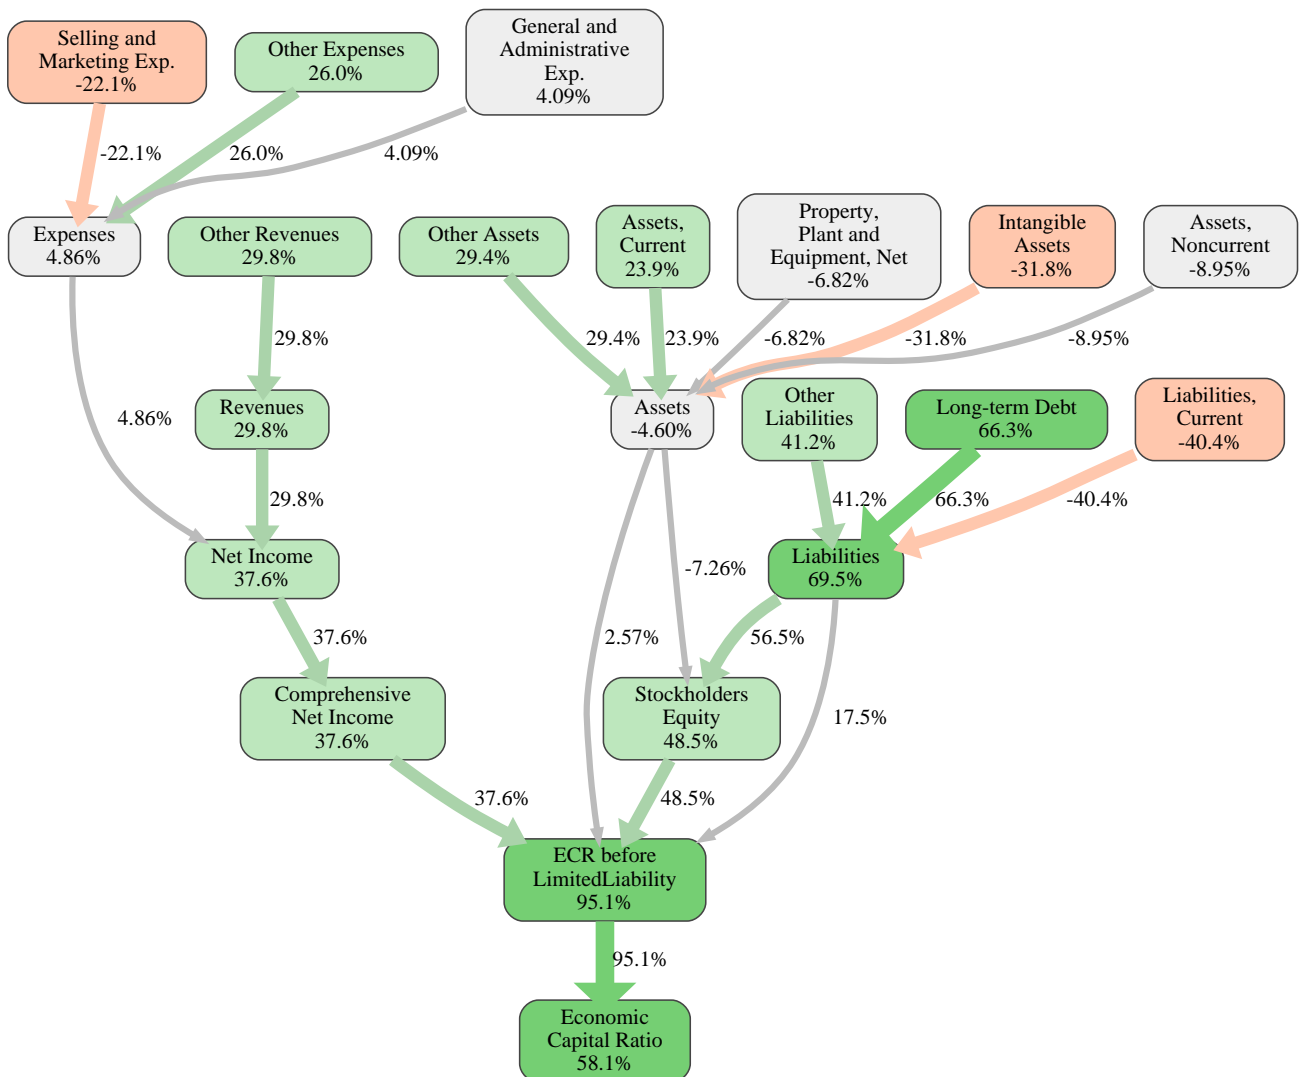 Selling and
Marketing Exp.
-22.1%
Other Expenses
26.0%
General and
Administrative
Exp.
4.09%
-22.1%
26.0%
4.09%
Expenses
4.86%
Other Revenues
29.8%
Other Assets
29.4%
Assets,
Current
23.9%
Property,
Plant and
Equipment, Net
-6.82%
Intangible
Assets
-31.8%
Assets,
Noncurrent
-8.95%
29.8%
29.4%
23.9%
-6.82%
-31.8%
-8.95%
4.86%
Revenues
29.8%
Assets
-4.60%
Other
Liabilities
41.2%
Long-term Debt
66.3%
Liabilities,
Current
-40.4%
29.8%
41.2%
66.3%
-40.4%
Net Income
37.6%
-7.26%
Liabilities
69.5%
37.6%
2.57%
56.5%
Comprehensive
Net Income
37.6%
Stockholders
Equity
48.5%
17.5%
37.6%
48.5%
ECR before
LimitedLiability
95.1%
95.1%
Economic
Capital Ratio
58.1%